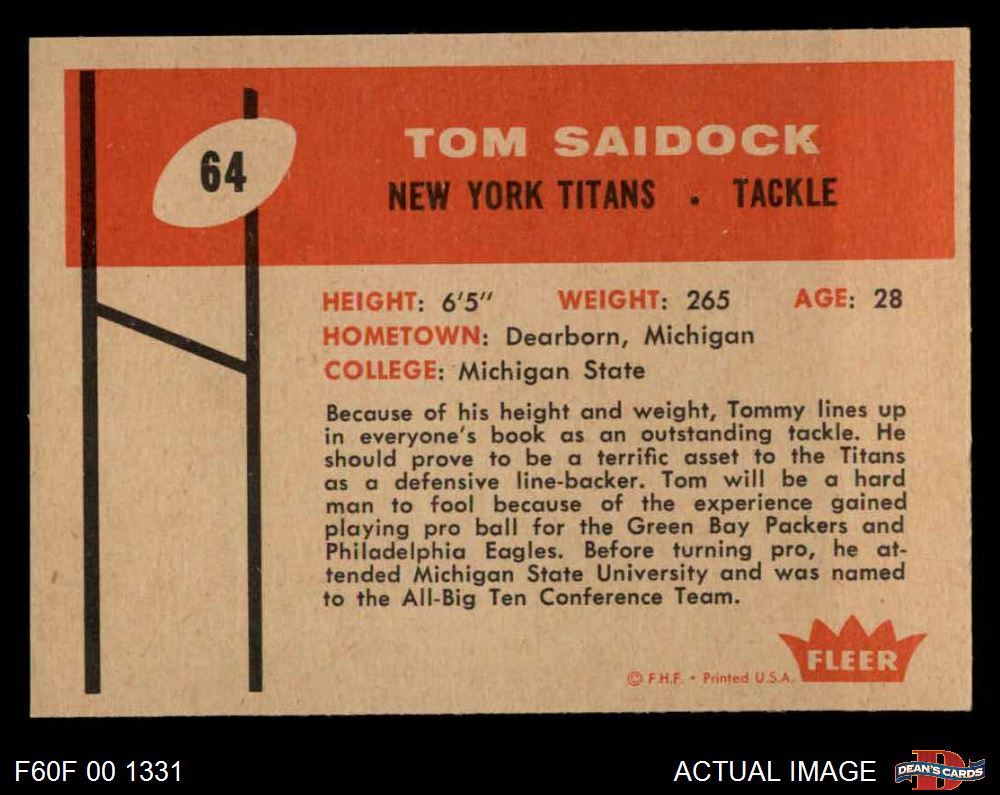 64
TOM SAIDOCK
NEW YORK TITANS . TACKLE
HEIGHT: 6'5" WEIGHT: 265 AGE: 28
HOMETOWN: Dearborn, Michigan
COLLEGE: Michigan State
Because of his height and weight, Tommy lines up
in everyone's book as an outstanding tackle. He
should prove to be a terrific asset to the Titans
as a defensive line-backer. Tom will be a hard
man to fool because of the experience gained
playing pro ball for the Green Bay Packers and
Philadelphia Eagles. Before turning pro, he at-
tended Michigan State University and was named
to the All-Big Ten Conference Team.
FLEER
© F.H.F. • Printed U.S.A.
F60F 00 1331
ACTUAL IMAGE
D
DEAN'S CARDS